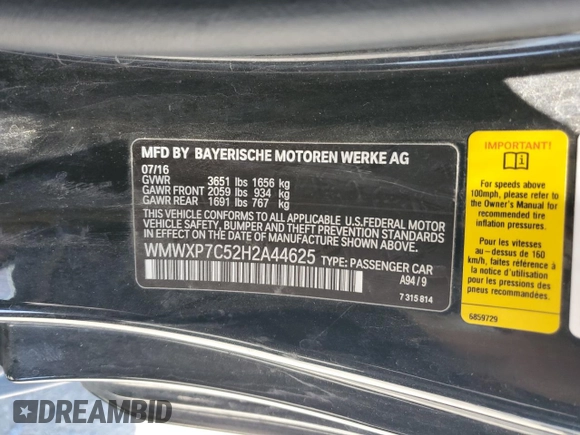 MFD BY BAYERISCHE MOTOREN WERKE AG
07/16
GVWR 3651 lbs 1656 kg
GAWR FRONT 2059 lbs 934 kg
GAWR REAR 1691 lbs 767 kg
THIS VEHICLE CONFORMS TO ALL APPLICABLE U.S.FEDERAL MOTOR
VEHICLE SAFETY, BUMPER, AND THEFT PREVENTION STANDARDS
IN EFFECT ON THE DATE OF MANUFACTURE SHOWN ABOVE.
WMWXP7C52H2A44625 TYPE: PASSENGER CAR
A94/9
7 315 814
IMPORTANT!
For speeds above
100mph, please refer to
the Owner's Manual for
recommended tire
inflation pressures.
Pour les vitesses
au-dessus de 160
km/h, faites référence
à la notice d'utilisation
pour les pressions
des pneus recommandées.
6859729
DREAMBID